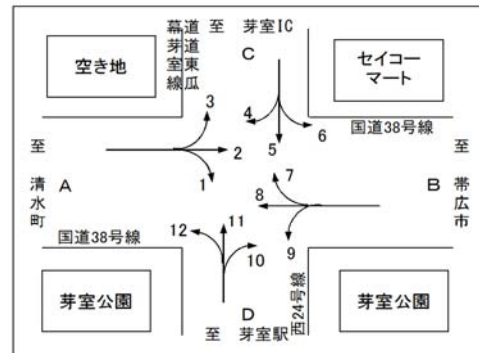 道道東瓜
幕芽室線
至 芽室IC
C
空き地
セイコー
マート
3
4
5
6
国道38号線
至
清水町
A
2
1
7
8
B
至
帯広市
12
11
10
9
国道38号線
西24号線
芽室公園
芽室公園
D
至 芽室駅